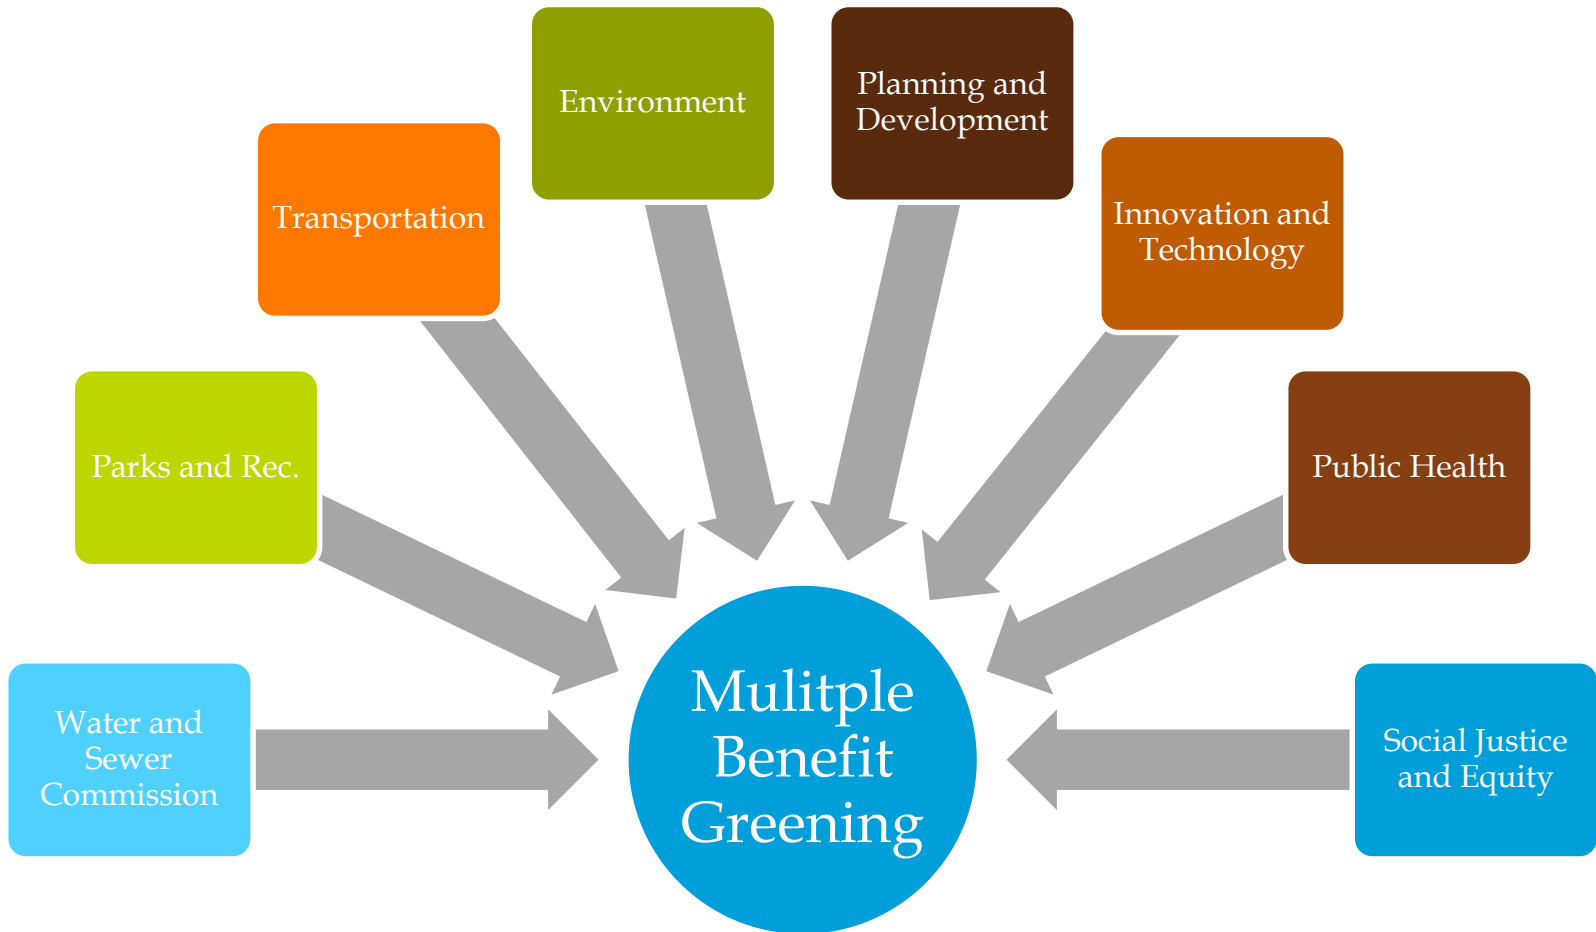 Environment
Planning and
Development
Transportation
Innovation and
Technology
Parks and Rec.
Public Health
Water and
Sewer
Commission
Mulitple
Benefit
Greening
Social Justice
and Equity